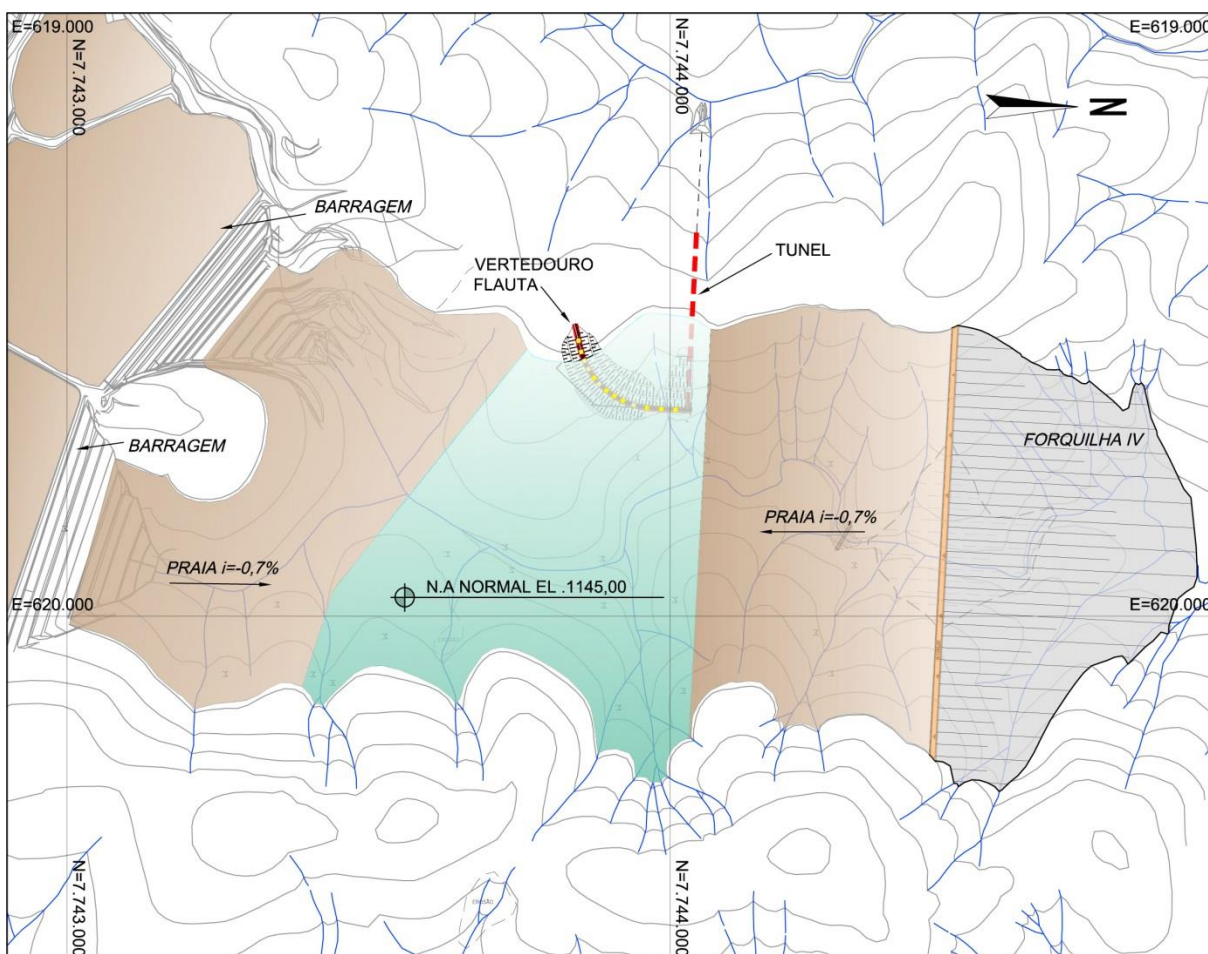 E=619.000
E=619.000
N=7.743.000
N=7.744.000
N
BARRAGEM
VERTEDOURO
FLAUTA
TUNEL
BARRAGEM
FORQUILHA IV
PRAIA i=-0,7%
PRAIA i=-0,7%
N.A NORMAL EL .1145,00
E=620.000
E=620.000
N=7.743.000
N=7.744.000
EROSÃO